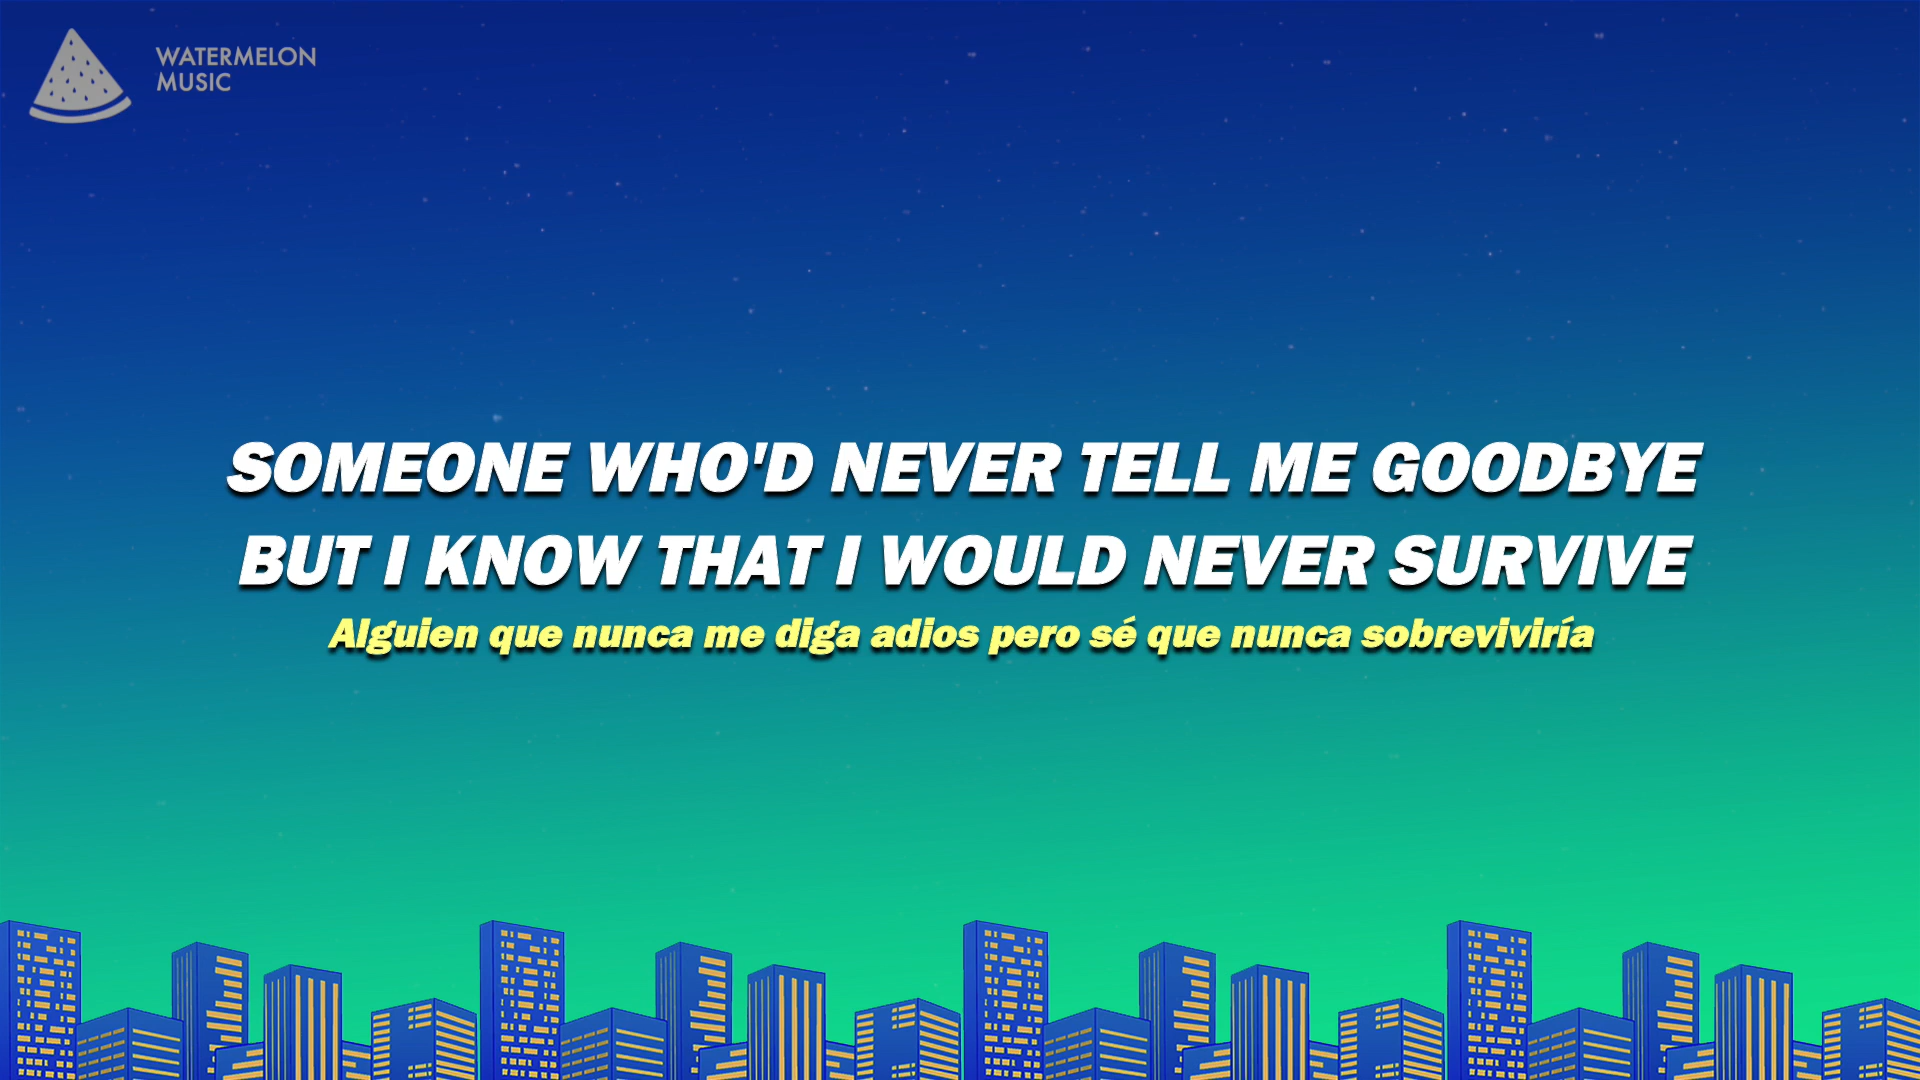 WATERMELON
MUSIC
SOMEONE WHO'D NEVER TELL ME GOODBYE
BUT I KNOW THAT I WOULD NEVER SURVIVE
Alguien que nunca me diga adios pero sé que nunca sobreviviría